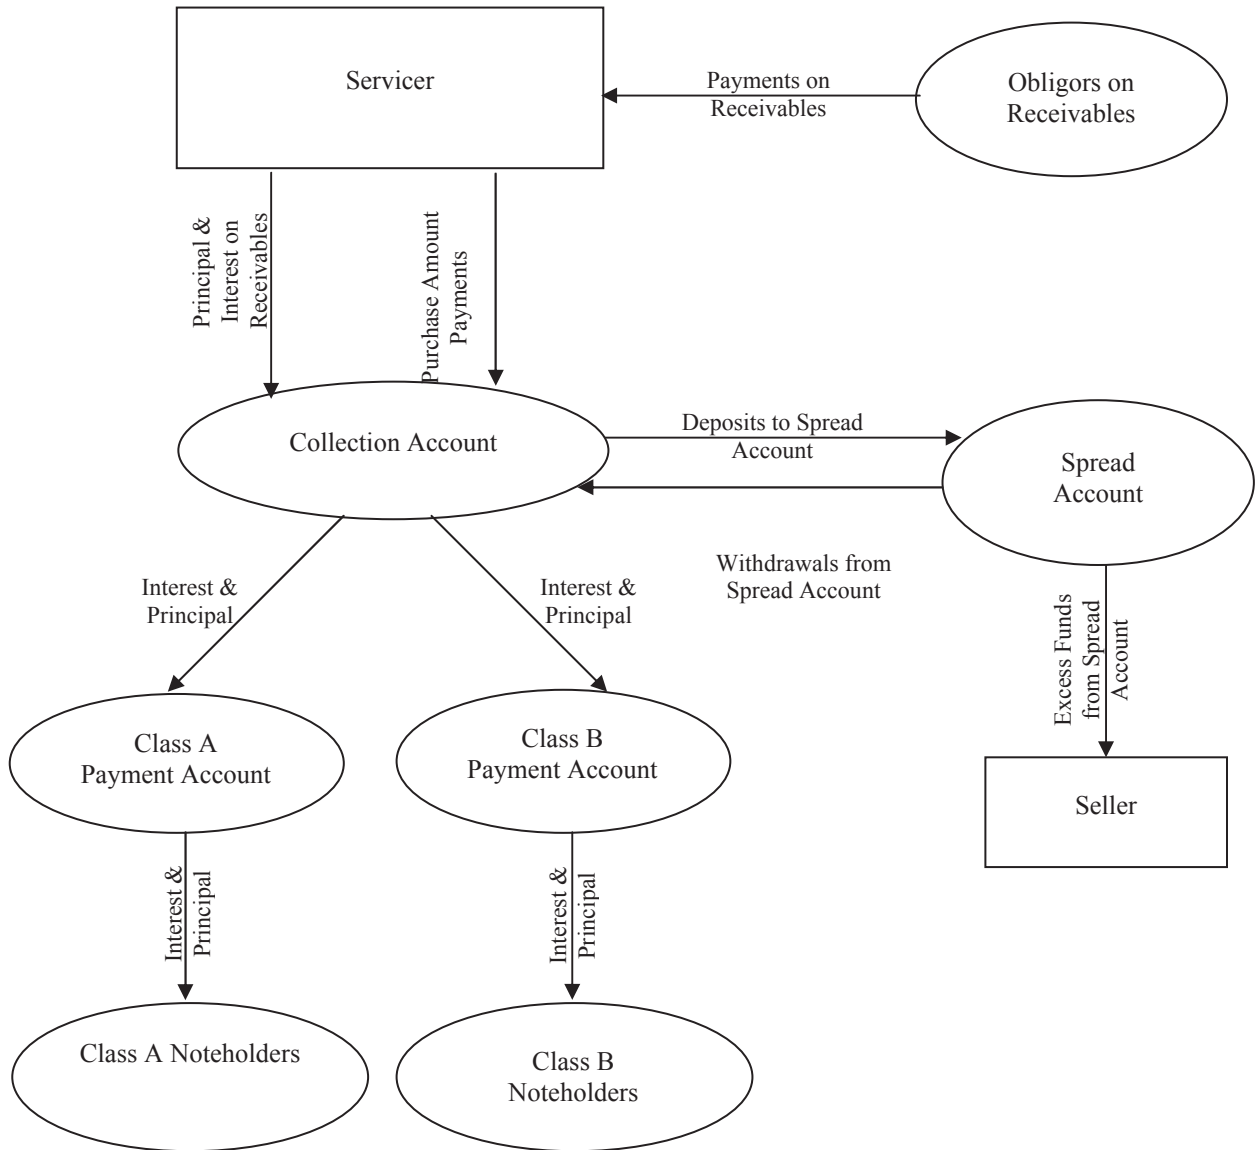 Servicer
Payments on
Receivables
Obligors on
Receivables
Principal &
Interest on
Receivables
Purchase Amount
Payments
Collection Account
Deposits to Spread
Account
Spread
Account
Withdrawals from
Spread Account
Interest &
Principal
Interest &
Principal
Excess Funds
from Spread
Account
Class A
Payment Account
Class B
Payment Account
Seller
Interest &
Principal
Interest &
Principal
Class A Noteholders
Class B
Noteholders